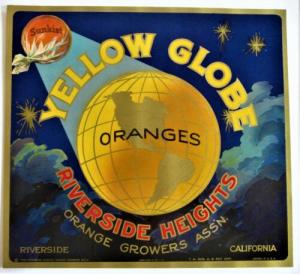 Sunkist
YELLOW GLOBE
ORANGES
RIVERSIDE HEIGHTS
ORANGE GROWERS ASSN.
RIVERSIDE
CALIFORNIA